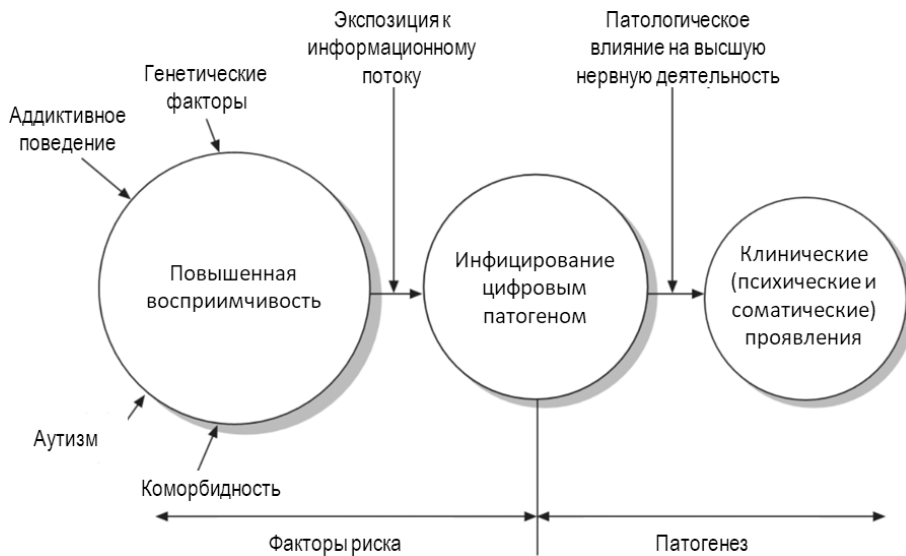 Экспозиция к
информационному
потоку
Патологическое
влияние на высшую
нервную деятельность
Генетические
факторы
Аддиктивное
поведение
Повышенная
восприимчивость
Инфицирование
цифровым
патогеном
Клинические
(психические и
соматические)
проявления
Аутизм
Коморбидность
Факторы риска
Патогенез